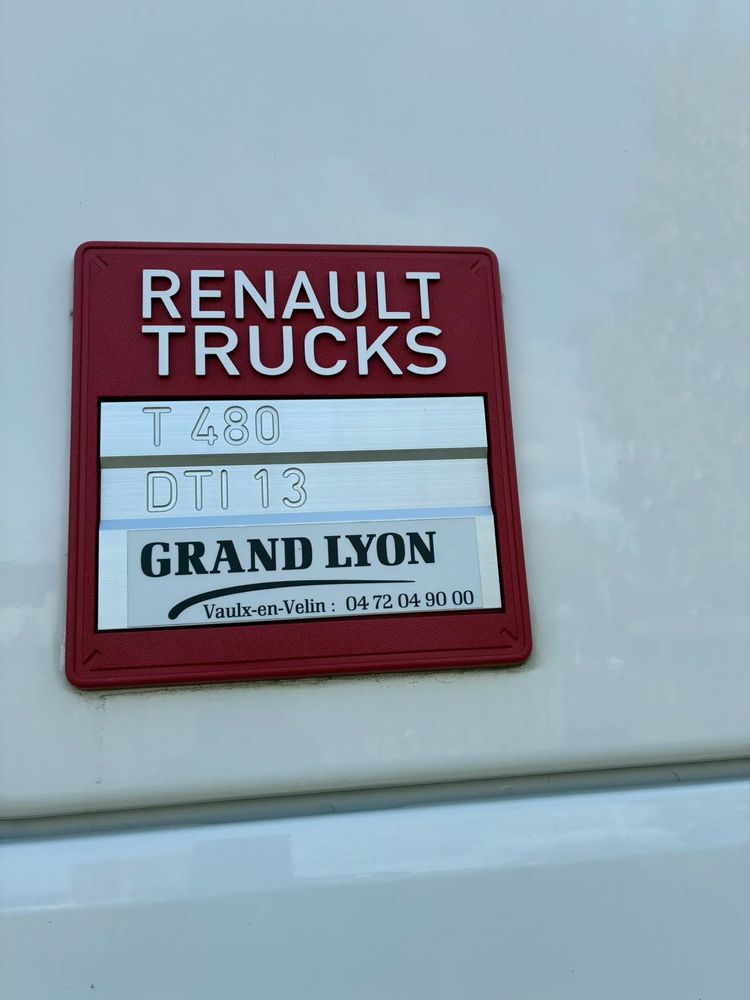 RENAULT
TRUCKS
T 480
DTI 13
GRAND LYON
Vaulx-en-Velin : 04 72 04 90 00